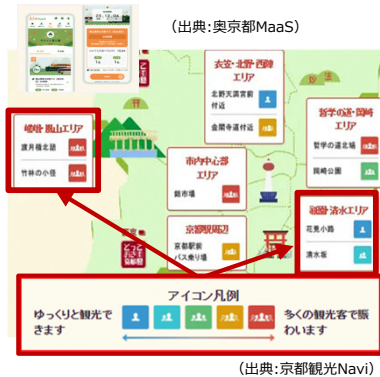 (出典:奥京都MaaS)
衣笠・北野・西陣
エリア
北野天満宮前
付近
金閣寺道付近
嵯峨・嵐山エリア
渡月橋北詰
竹林の小径
哲学の道・岡崎
エリア
哲学の道北端
岡崎公園
市内中心部
エリア
錦市場
京都駅周辺
京都駅前
バス乗り場
祇園・清水エリア
花見小路
清水坂
アイコン凡例
ゆっくりと観光で
きます
多くの観光客で賑
わいます
(出典:京都観光Navi)